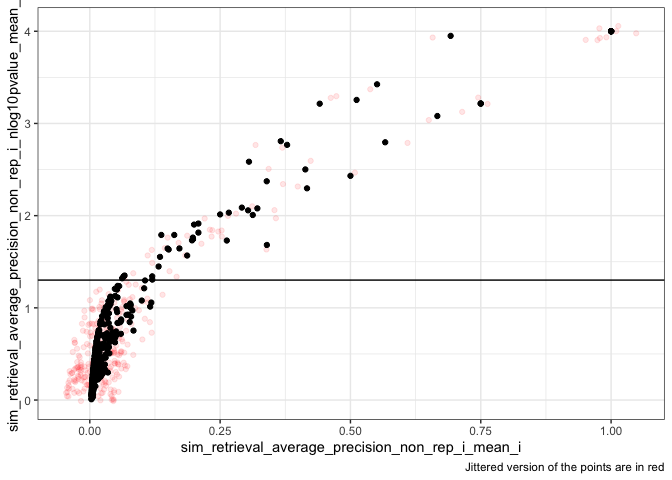 sim_retrieval_average_precision_non_rep_i_nlog10pvalue_mean_
4
3
2
1
0
0.00 0.25 0.50 0.75 1.00
sim_retrieval_average_precision_non_rep_i_mean_i
Jittered version of the points are in red